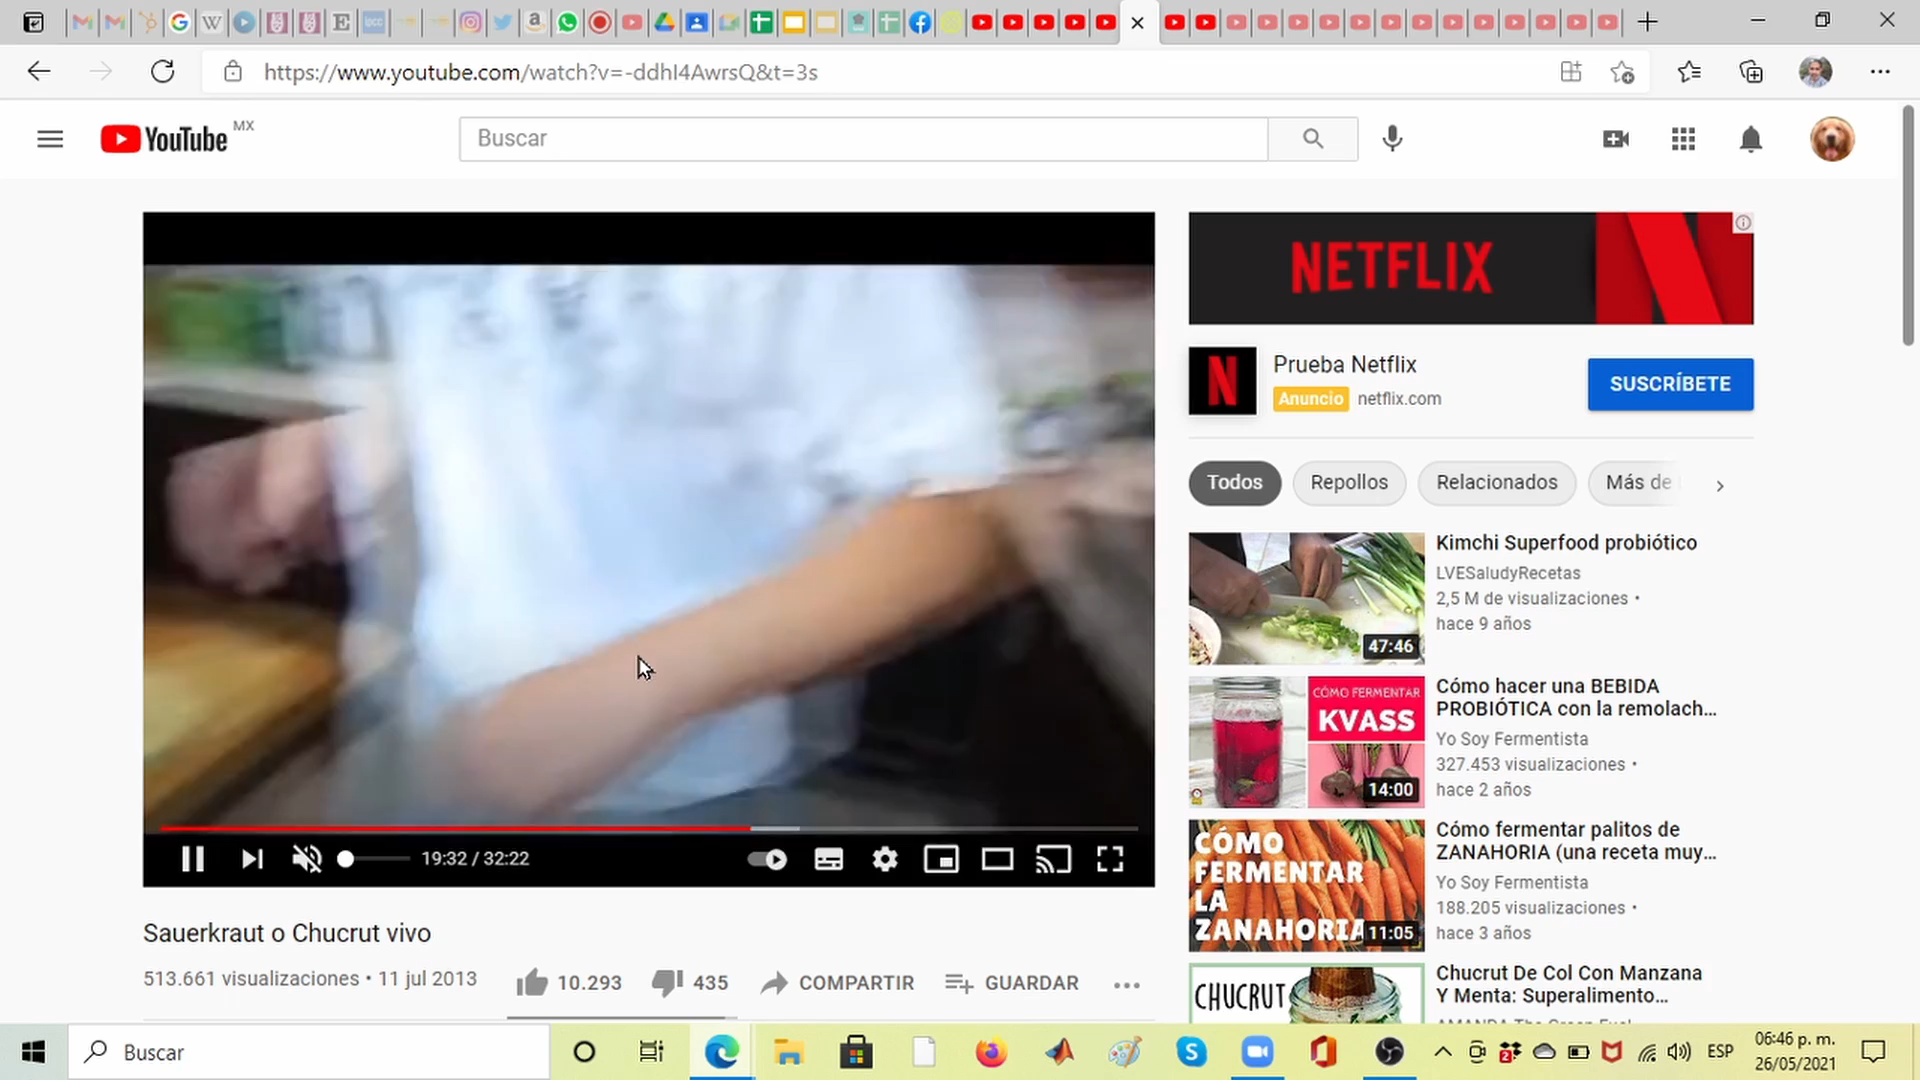 https://www.youtube.com/watch?v=-ddhI4AwrsQ&t=3s
YouTube MX
Buscar
NETFLIX
Prueba Netflix
Anuncio netflix.com
SUSCRÍBETE
Todos
Repollos
Relacionados
Más de
Kimchi Superfood probiótico
LVESaludyRecetas
2,5 M de visualizaciones •
hace 9 años
47:46
CÓMO FERMENTAR
KVASS
14:00
Cómo hacer una BEBIDA
PROBIÓTICA con la remolach...
Yo Soy Fermentista
327.453 visualizaciones •
hace 2 años
CÓMO
FERMENTAR
LA
ZANAHORIA
11:05
Cómo fermentar palitos de
ZANAHORIA (una receta muy...
Yo Soy Fermentista
188.205 visualizaciones •
hace 3 años
CHUCRUT
Chucrut De Col Con Manzana
Y Menta: Superalimento...
19:32 / 32:22
Sauerkraut o Chucrut vivo
513.661 visualizaciones • 11 jul 2013
10.293
435
COMPARTIR
GUARDAR
Buscar
ESP
06:46 p. m.
26/05/2021